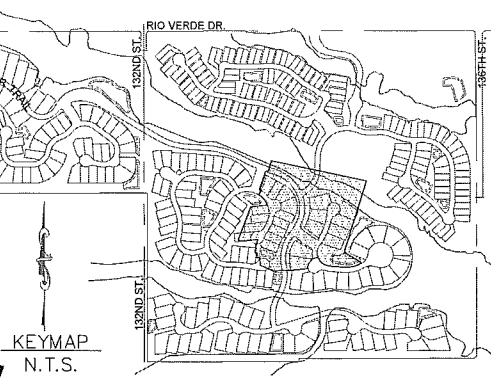 RIO VERDE DR.
132ND ST.
136TH ST.
TRAIL
132ND ST.
KEYMAP
N.T.S.